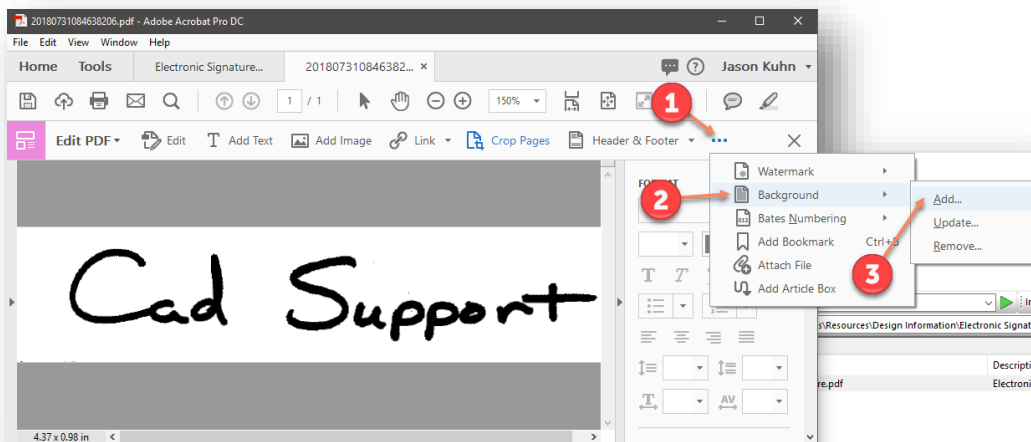 20180731084638206.pdf - Adobe Acrobat Pro DC
File Edit View Window Help
Home Tools Electronic Signature... 201807310846382... × Jason Kuhn
1 / 1 150%
1
Edit PDF Edit Add Text Add Image Link Crop Pages Header & Footer
FORMAT
Watermark
2 Background Add...
Bates Numbering Update...
Add Bookmark Ctrl+B Remove...
Attach File 3
Add Article Box
Cad Support
s\Resources\Design Information\Electronic Signat
Descripti
re.pdf Electroni
4.37 x 0.98 in